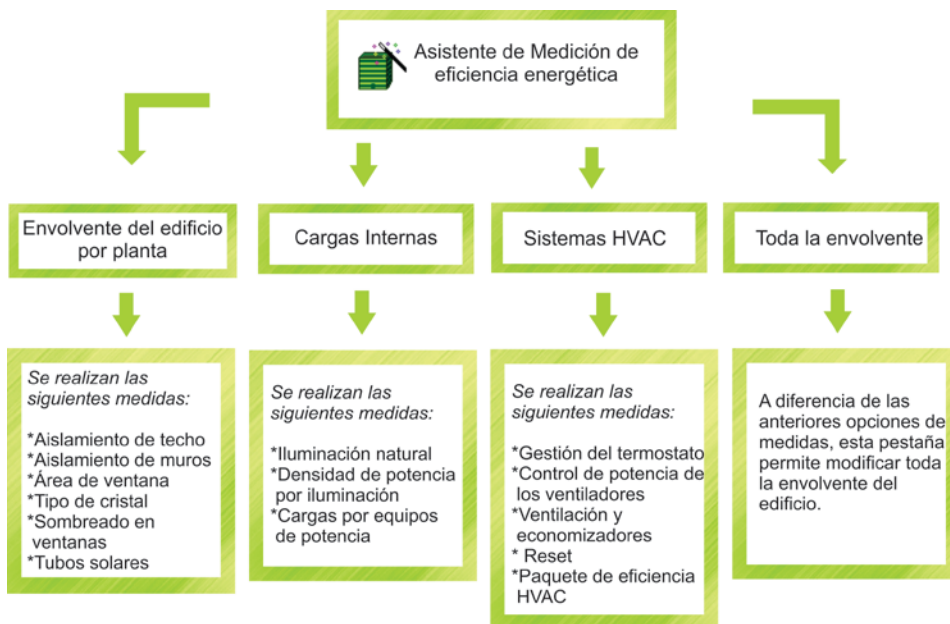 Asistente de Medición de
eficiencia energética
Envolvente del edificio
por planta
Cargas Internas
Sistemas HVAC
Toda la envolvente
Se realizan las
siguientes medidas:
*Aislamiento de techo
*Aislamiento de muros
*Área de ventana
*Tipo de cristal
*Sombreado en
ventanas
*Tubos solares
Se realizan las
siguientes medidas:
*Iluminación natural
*Densidad de potencia
por iluminación
*Cargas por equipos
de potencia
Se realizan las
siguientes medidas:
*Gestión del termostato
*Control de potencia de
los ventiladores
*Ventilación y
economizadores
* Reset
*Paquete de eficiencia
HVAC
A diferencia de las
anteriores opciones de
medidas, esta pestaña
permite modificar toda
la envolvente del
edificio.